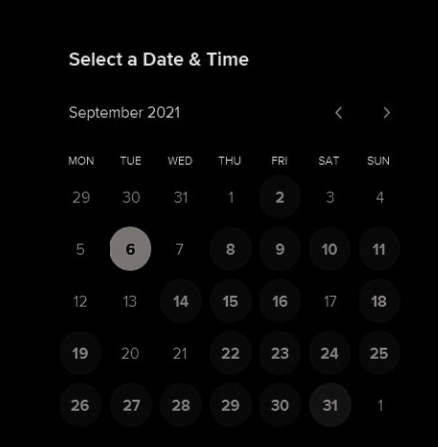 Select a Date & Time
September 2021
MON TUE WED THU FRI SAT SUN
29 30 31 1 2 3 4
5 6 7 8 9 10 11
12 13 14 15 16 17 18
19 20 21 22 23 24 25
26 27 28 29 30 31 1